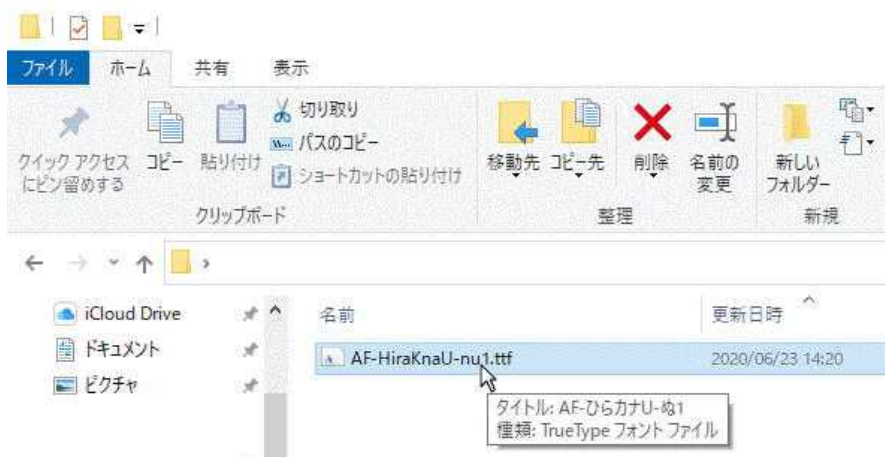 ファイル ホーム 共有 表示
クイック アクセス
にピン留めする
コピー
貼り付け
切り取り
パスのコピー
ショートカットの貼り付け
クリップボード
移動先
コピー先
削除
名前の
変更
整理
新しい
フォルダー
新規
iCloud Drive
ドキュメント
ピクチャ
名前 更新日時
AF-HiraKnaU-nu1.ttf 2020/06/23 14:20
タイトル: AF-ひらカナU-ぬ1
種類: TrueType フォント ファイル